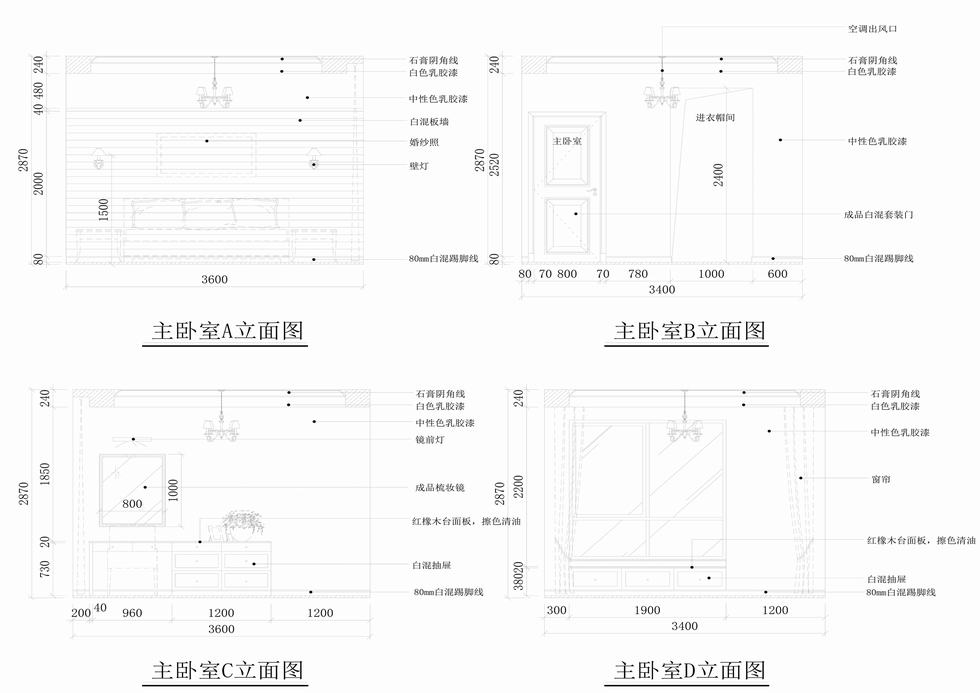 空调出风口
240
石膏阴角线
白色乳胶漆
480
中性色乳胶漆
40
白混板墙
婚纱照
壁灯
2870
2000
1500
80
80mm白混踢脚线
3600
主卧室A立面图
240
石膏阴角线
白色乳胶漆
进衣帽间
主卧室
中性色乳胶漆
2870
2520
2400
成品白混套装门
80
80mm白混踢脚线
80 70 800 70 780 1000 600
3400
主卧室B立面图
240
石膏阴角线
白色乳胶漆
中性色乳胶漆
镜前灯
2870
1850
成品梳妆镜
800
1000
红橡木台面板，擦色清油
20
730
白混抽屉
80mm白混踢脚线
200 40 960 1200 1200
3600
主卧室C立面图
240
石膏阴角线
白色乳胶漆
中性色乳胶漆
2870
2200
窗帘
红橡木台面板，擦色清油
20
380
白混抽屉
80mm白混踢脚线
300 1900 1200
3400
主卧室D立面图